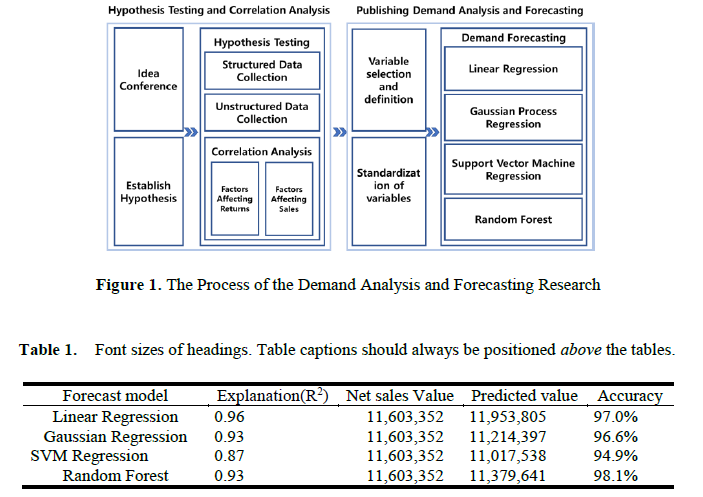 Hypothesis Testing and Correlation Analysis
Idea
Conference
Establish
Hypothesis
Hypothesis Testing
Structured Data
Collection
Unstructured Data
Collection
Correlation Analysis
Factors
Affecting
Returns
Factors
Affecting
Sales
Publishing Demand Analysis and Forecasting
Variable
selection
and
definition
Standardizat
ion of
variables
Demand Forecasting
Linear Regression
Gaussian Process
Regression
Support Vector Machine
Regression
Random Forest
Figure 1. The Process of the Demand Analysis and Forecasting Research
Table 1. Font sizes of headings. Table captions should always be positioned above the tables.
Forecast model Explanation(R²) Net sales Value Predicted value Accuracy
Linear Regression 0.96 11,603,352 11,953,805 97.0%
Gaussian Regression 0.93 11,603,352 11,214,397 96.6%
SVM Regression 0.87 11,603,352 11,017,538 94.9%
Random Forest 0.93 11,603,352 11,379,641 98.1%